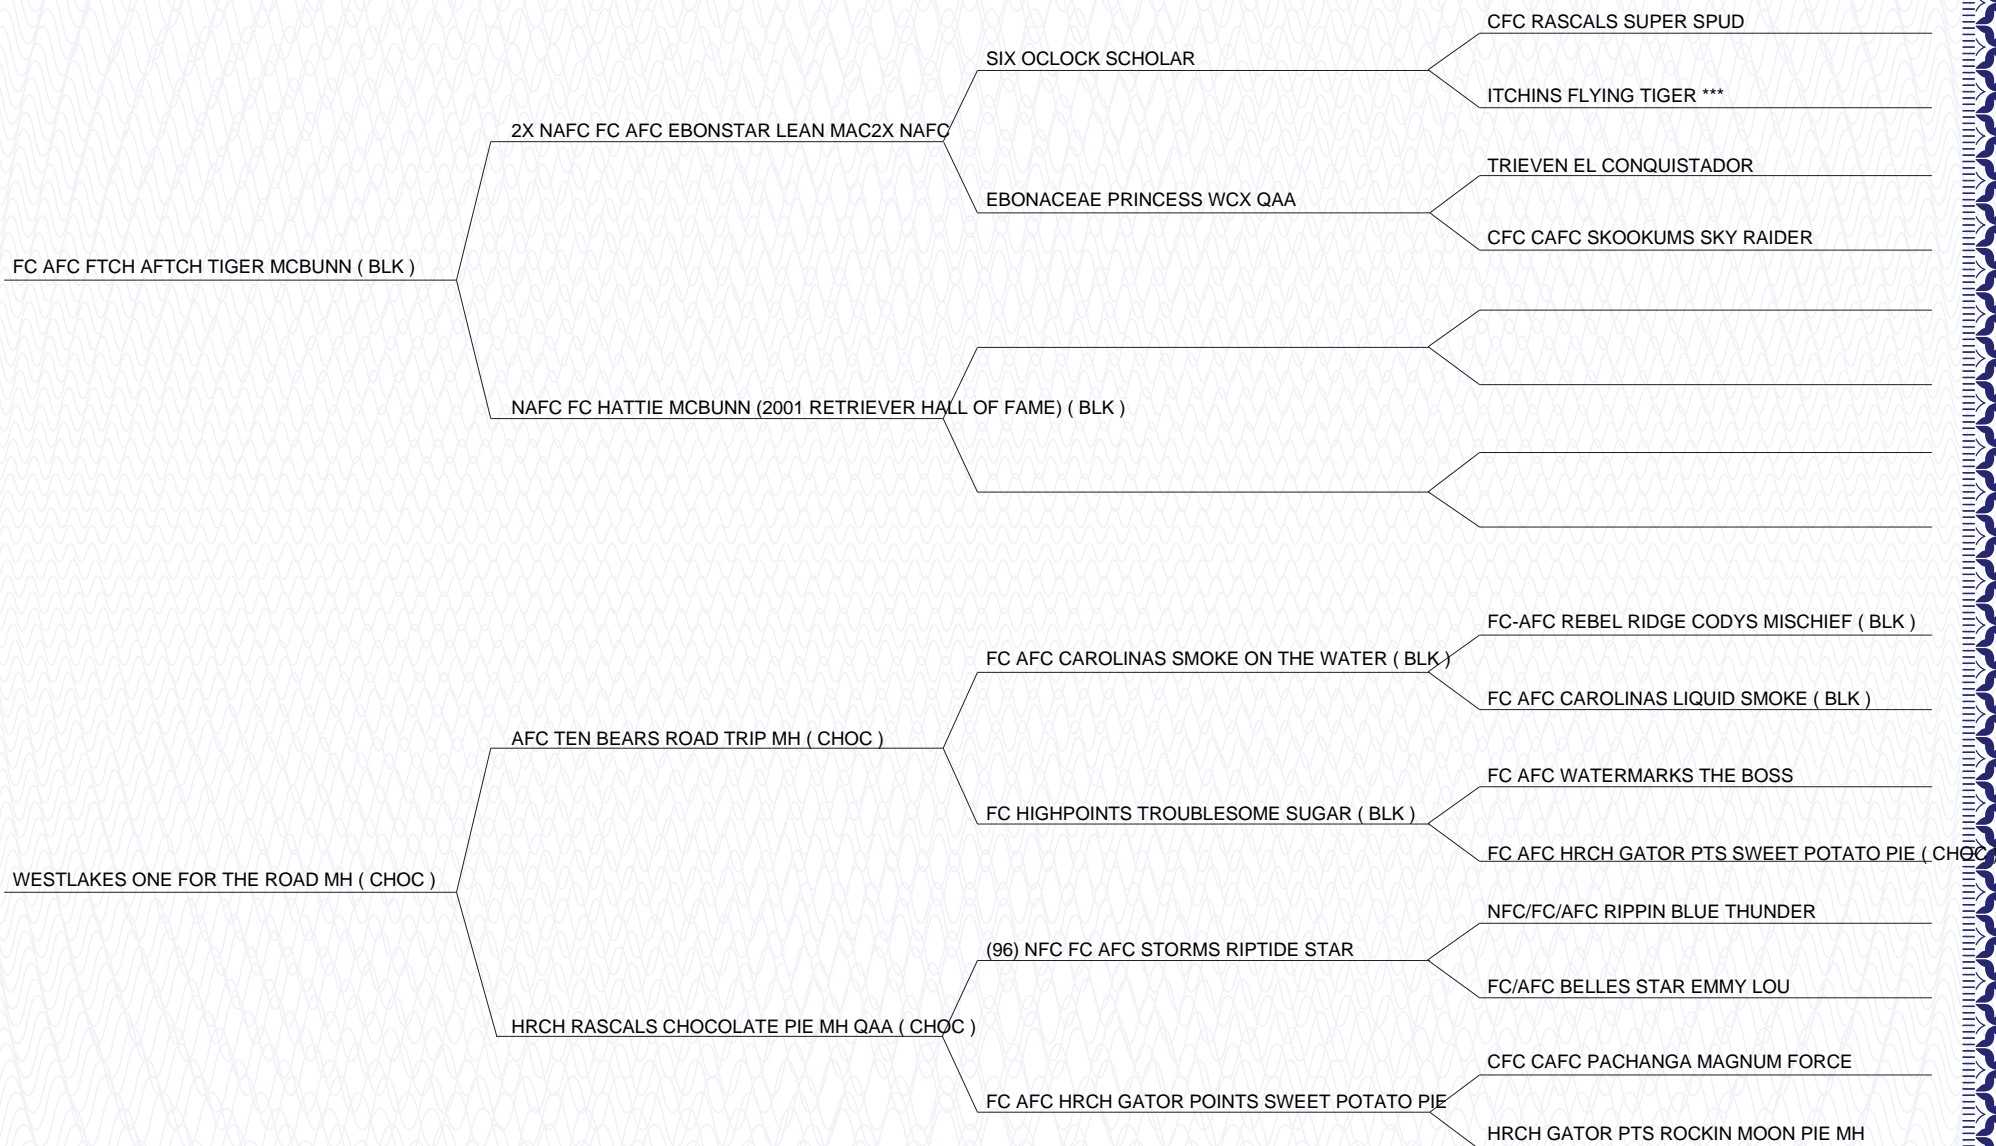 CFC RASCALS SUPER SPUD
SIX OCLOCK SCHOLAR
ITCHINS FLYING TIGER ***
2X NAFC FC AFC EBONSTAR LEAN MAC2X NAFC
TRIEVEN EL CONQUISTADOR
EBONACEAE PRINCESS WCX QAA
CFC CAFC SKOOKUMS SKY RAIDER
FC AFC FTCH AFTCH TIGER MCBUNN ( BLK )
NAFC FC HATTIE MCBUNN (2001 RETRIEVER HALL OF FAME) ( BLK )
FC-AFC REBEL RIDGE CODYS MISCHIEF ( BLK )
FC AFC CAROLINAS SMOKE ON THE WATER ( BLK )
FC AFC CAROLINAS LIQUID SMOKE ( BLK )
AFC TEN BEARS ROAD TRIP MH ( CHOC )
FC AFC WATERMARKS THE BOSS
FC HIGHPOINTS TROUBLESOME SUGAR ( BLK )
FC AFC HRCH GATOR PTS SWEET POTATO PIE ( CHOC )
WESTLAKES ONE FOR THE ROAD MH ( CHOC )
NFC/FC/AFC RIPPIN BLUE THUNDER
(96) NFC FC AFC STORMS RIPTIDE STAR
FC/AFC BELLES STAR EMMY LOU
HRCH RASCALS CHOCOLATE PIE MH QAA ( CHOC )
CFC CAFC PACHANGA MAGNUM FORCE
FC AFC HRCH GATOR POINTS SWEET POTATO PIE
HRCH GATOR PTS ROCKIN MOON PIE MH